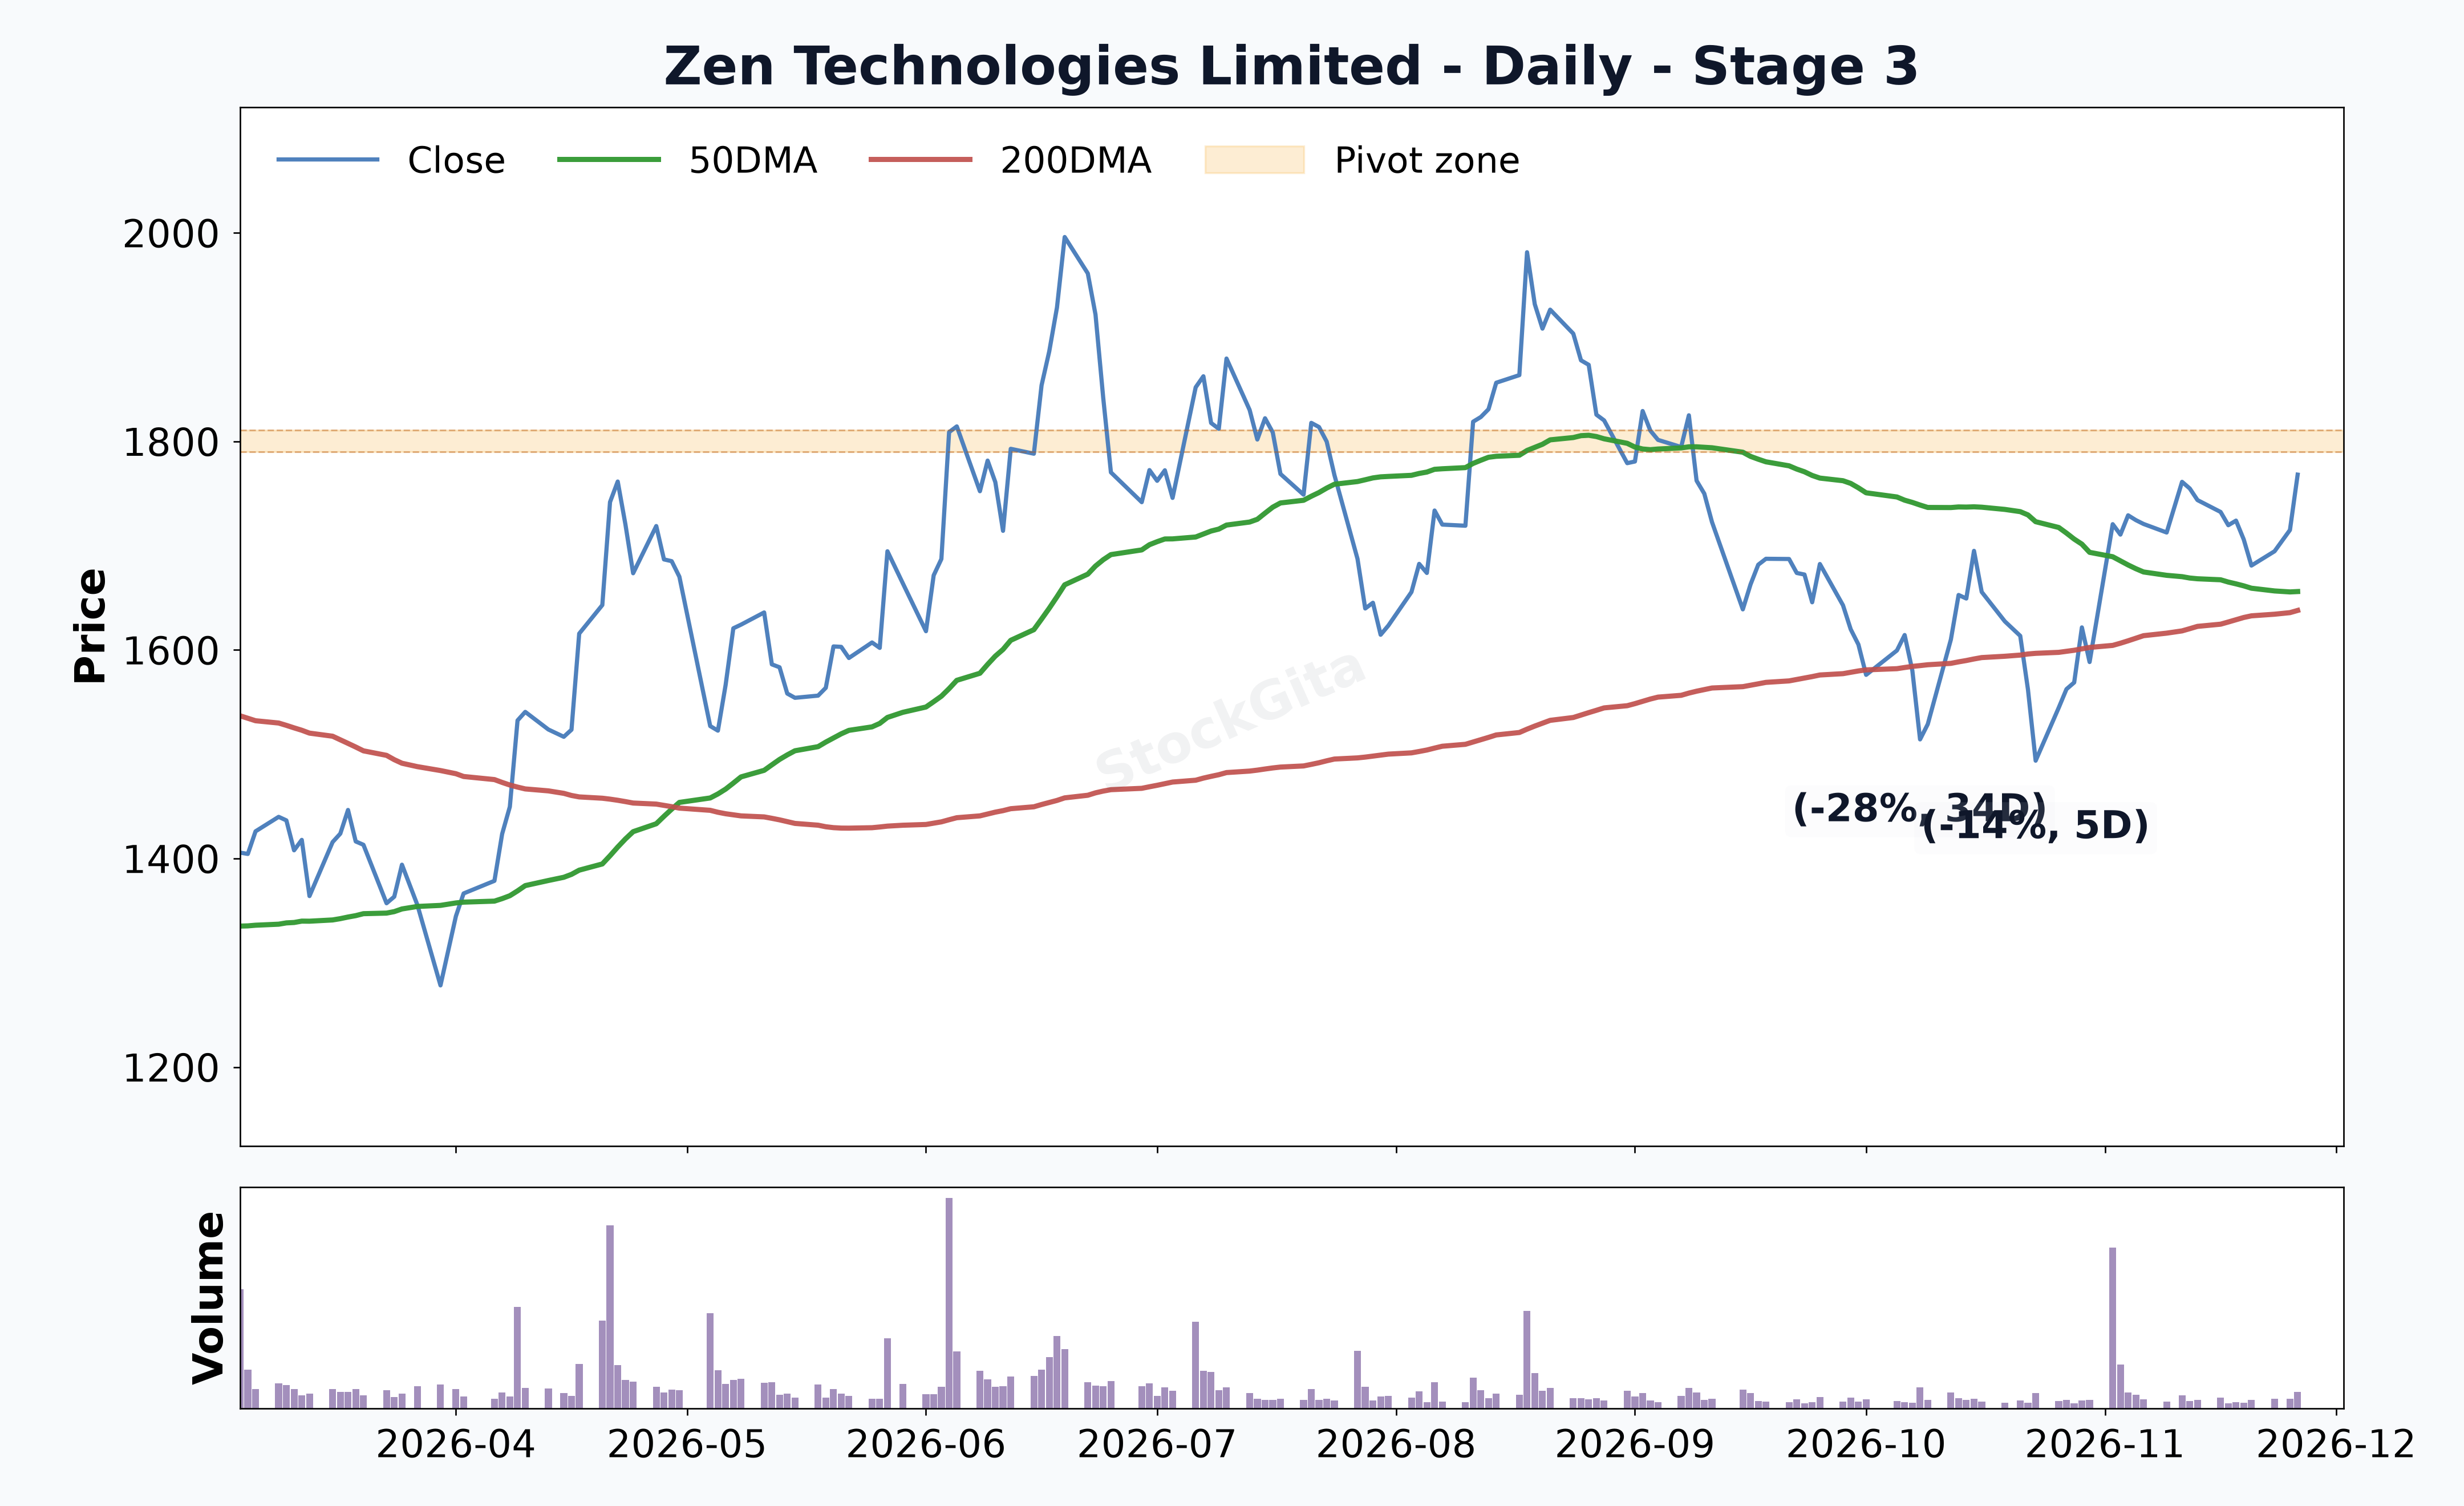 Zen Technologies Limited - Daily - Stage 3
Close 50DMA 200DMA Pivot zone
2000
1800
1600
1400
1200
Price
StockGita
(-28%, 34D)
(-14%, 5D)
Volume
2026-04 2026-05 2026-06 2026-07 2026-08 2026-09 2026-10 2026-11 2026-12